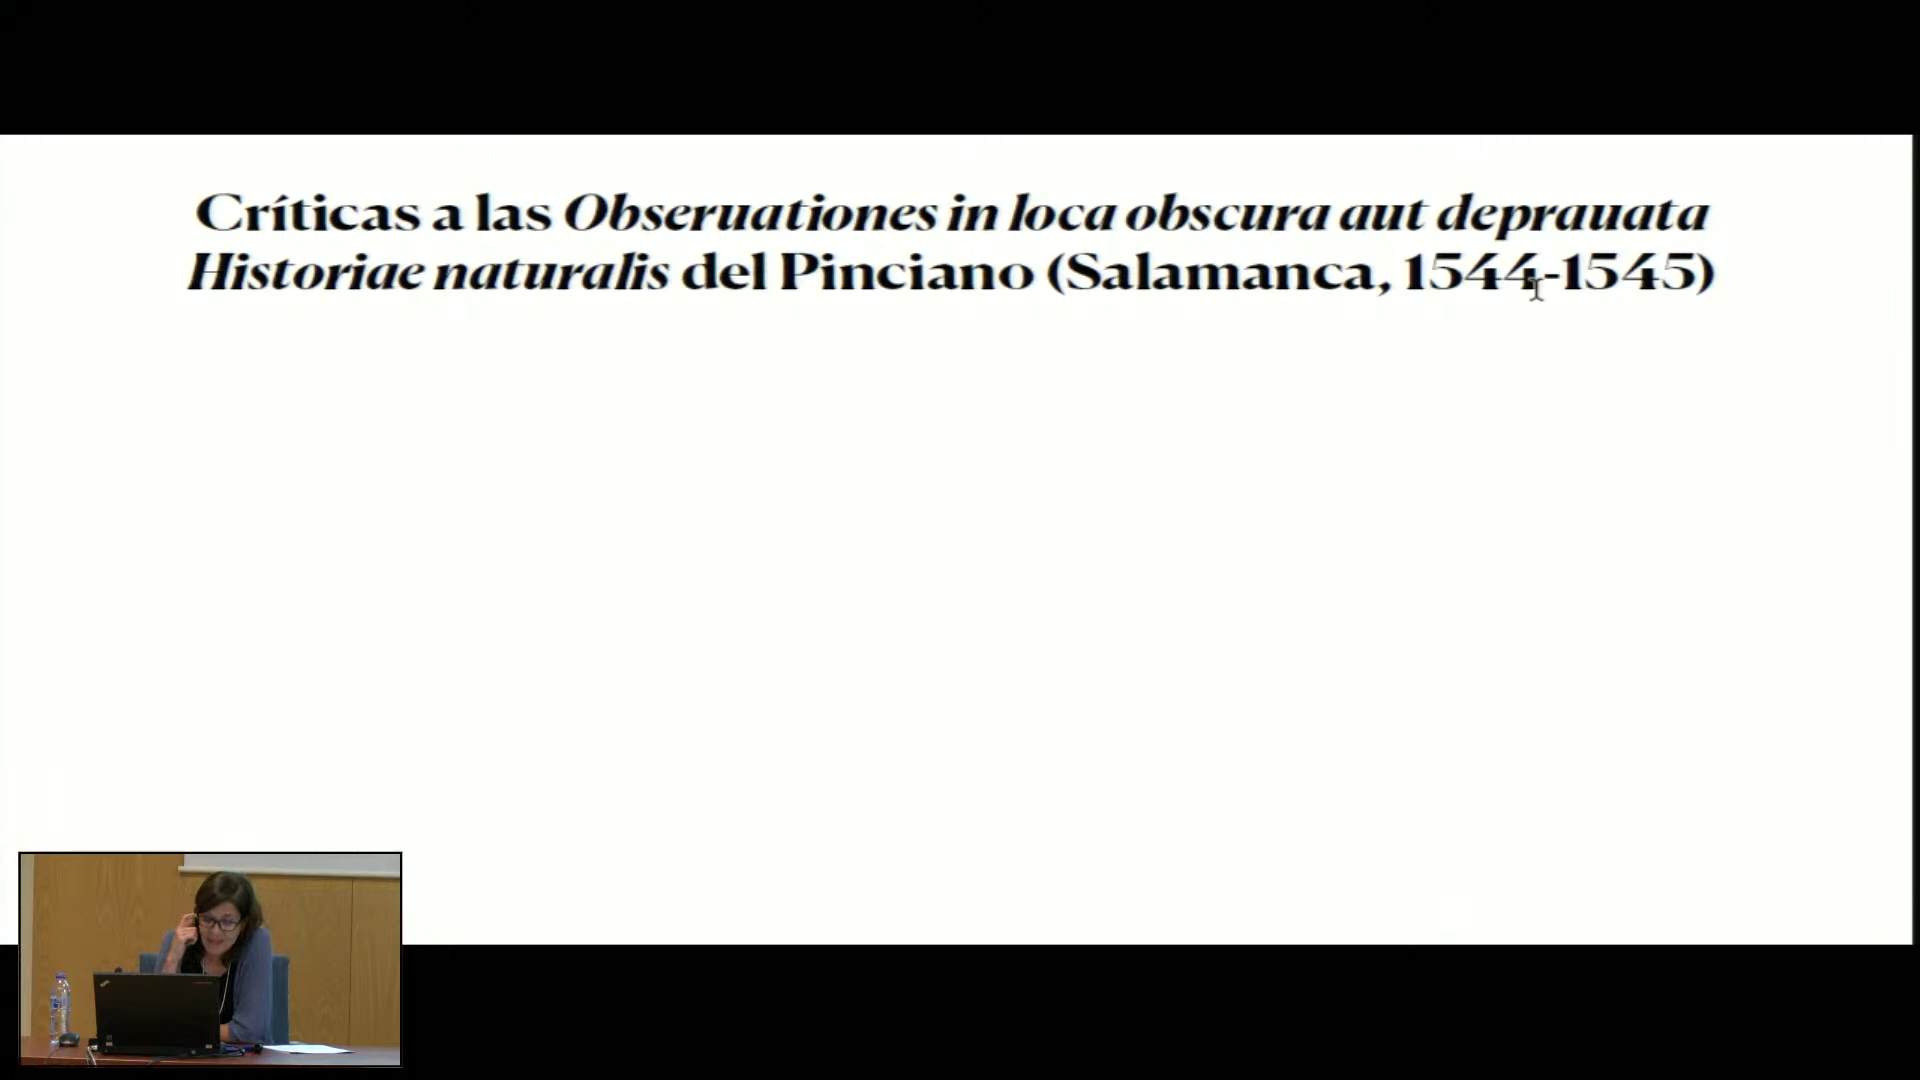 Críticas a las Obseruationes in loca obscura aut deprauata
Historiae naturalis del Pinciano (Salamanca, 1544-1545)